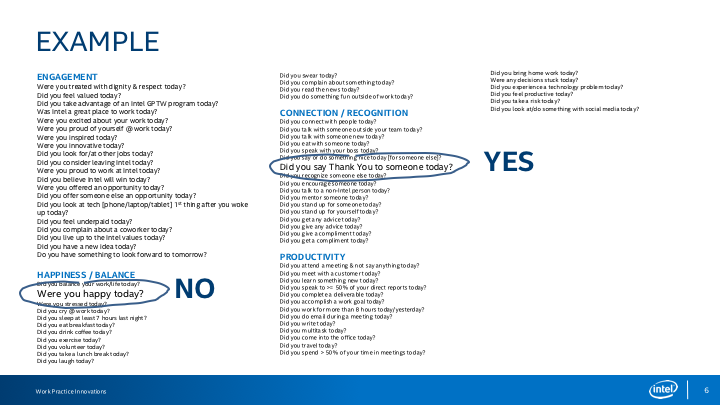 EXAMPLE
ENGAGEMENT
Were you treated with dignity & respect today?
Did you feel valued today?
Did you take advantage of an Intel GPTW program today?
Was Intel a great place to work today?
Were you excited about your work today?
Were you proud of yourself @ work today?
Were you inspired today?
Were you innovative today?
Did you look for/at other jobs today?
Did you consider leaving Intel today?
Were you proud to work at Intel today?
Did you believe Intel will win today?
Were you offered an opportunity today?
Did you offer someone else an opportunity today?
Did you look at tech [phone/laptop/tablet] 1st thing after you woke
up today?
Did you feel underpaid today?
Did you complain about a coworker today?
Did you live up to the Intel values today?
Did you have a new idea today?
Do you have something to look forward to tomorrow?
HAPPINESS / BALANCE
Did you balance your work/life today?
Were you happy today?
NO
Were you stressed today?
Did you cry @ work today?
Did you sleep at least 7 hours last night?
Did you eat breakfast today?
Did you drink coffee today?
Did you exercise today?
Did you volunteer today?
Did you take a lunch break today?
Did you laugh today?
Did you swear today?
Did you complain about something today?
Did you read the news today?
Did you do something fun outside of work today?
CONNECTION / RECOGNITION
Did you connect with people today?
Did you talk with someone outside your team today?
Did you talk with someone new today?
Did you eat with someone today?
Did you speak with your boss today?
Did you say or do something nice today [for someone else]?
Did you say Thank You to someone today?
YES
Did you recognize someone else today?
Did you encourage someone today?
Did you talk to a non-Intel person today?
Did you mentor someone today?
Did you stand up for someone today?
Did you stand up for yourself today?
Did you get any advice today?
Did you give any advice today?
Did you give a compliment today?
Did you get a compliment today?
PRODUCTIVITY
Did you attend a meeting & not say anything today?
Did you meet with a customer today?
Did you learn something new today?
Did you speak to >= 50% of your direct reports today?
Did you complete a deliverable today?
Did you accomplish a work goal today?
Did you work for more than 8 hours today/yesterday?
Did you do email during a meeting today?
Did you write today?
Did you multitask today?
Did you come into the office today?
Did you travel today?
Did you spend > 50% of your time in meetings today?
Did you bring home work today?
Were any decisions stuck today?
Did you experience a technology problem today?
Did you feel productive today?
Did you take a risk today?
Did you look at/do something with social media today?
Work Practice Innovations
intel
6